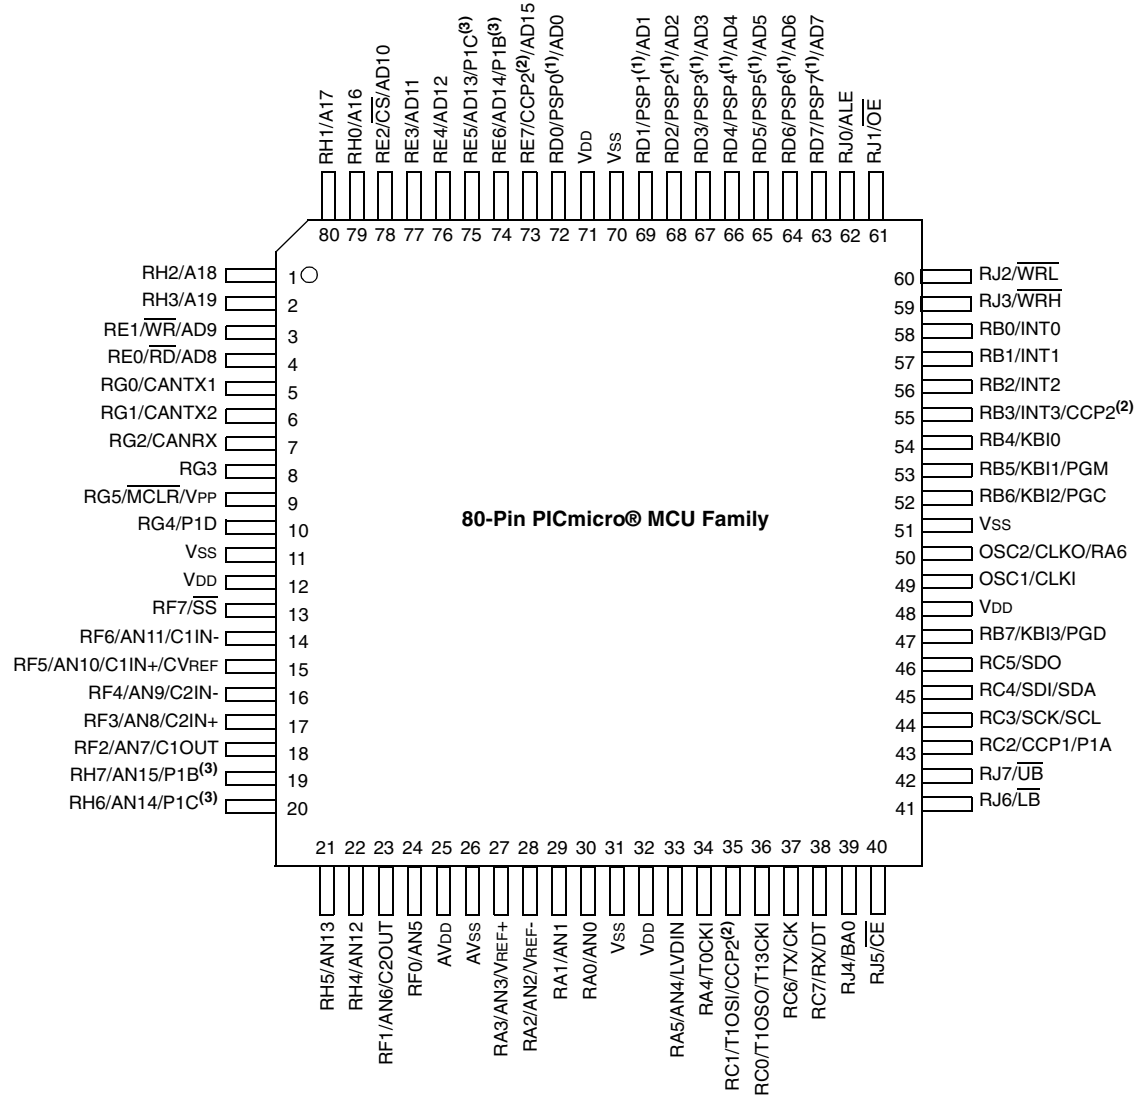 RH1/A17
RH0/A16
RE2/CS/AD10
RE3/AD11
RE4/AD12
RE5/AD13/P1C(3)
RE6/AD14/P1B(3)
RE7/CCP2(2)/AD15
RD0/PSP0(1)/AD0
VDD
VSS
RD1/PSP1(1)/AD1
RD2/PSP2(1)/AD2
RD3/PSP3(1)/AD3
RD4/PSP4(1)/AD4
RD5/PSP5(1)/AD5
RD6/PSP6(1)/AD6
RD7/PSP7(1)/AD7
RJ0/ALE
RJ1/OE
80 79 78 77 76 75 74 73 72 71 70 69 68 67 66 65 64 63 62 61
RH2/A18 1
RH3/A19 2
RE1/WR/AD9 3
RE0/RD/AD8 4
RG0/CANTX1 5
RG1/CANTX2 6
RG2/CANRX 7
RG3 8
RG5/MCLR/VPP 9
RG4/P1D 10
VSS 11
VDD 12
RF7/SS 13
RF6/AN11/C1IN- 14
RF5/AN10/C1IN+/CVREF 15
RF4/AN9/C2IN- 16
RF3/AN8/C2IN+ 17
RF2/AN7/C1OUT 18
RH7/AN15/P1B(3) 19
RH6/AN14/P1C(3) 20
80-Pin PICmicro® MCU Family
60 RJ2/WRL
59 RJ3/WRH
58 RB0/INT0
57 RB1/INT1
56 RB2/INT2
55 RB3/INT3/CCP2(2)
54 RB4/KBI0
53 RB5/KBI1/PGM
52 RB6/KBI2/PGC
51 VSS
50 OSC2/CLKO/RA6
49 OSC1/CLKI
48 VDD
47 RB7/KBI3/PGD
46 RC5/SDO
45 RC4/SDI/SDA
44 RC3/SCK/SCL
43 RC2/CCP1/P1A
42 RJ7/UB
41 RJ6/LB
21 22 23 24 25 26 27 28 29 30 31 32 33 34 35 36 37 38 39 40
RH5/AN13
RH4/AN12
RF1/AN6/C2OUT
RF0/AN5
AVDD
AVSS
RA3/AN3/VREF+
RA2/AN2/VREF-
RA1/AN1
RA0/AN0
VSS
VDD
RA5/AN4/LVDIN
RA4/T0CKI
RC1/T1OSI/CCP2(2)
RC0/T1OSO/T13CKI
RC6/TX/CK
RC7/RX/DT
RJ4/BA0
RJ5/CE